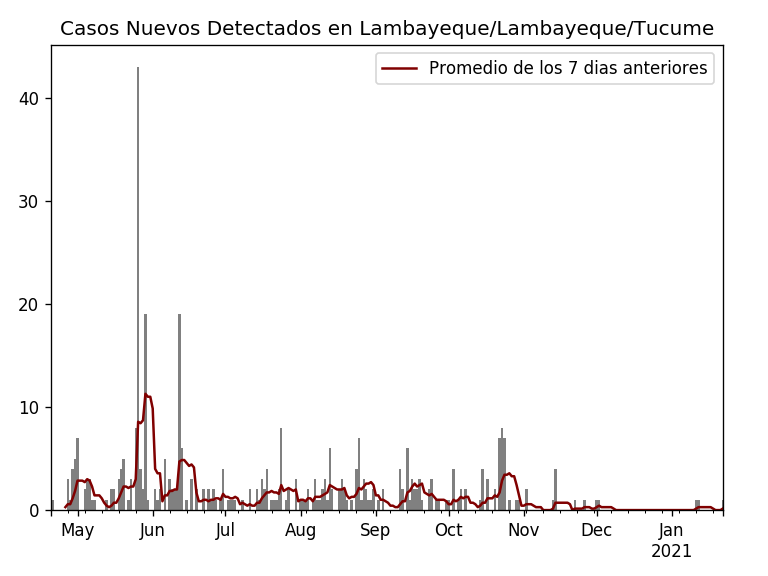 Casos Nuevos Detectados en Lambayeque/Lambayeque/Tucume
Promedio de los 7 dias anteriores
40
30
20
10
0
May Jun Jul Aug Sep Oct Nov Dec Jan
2021